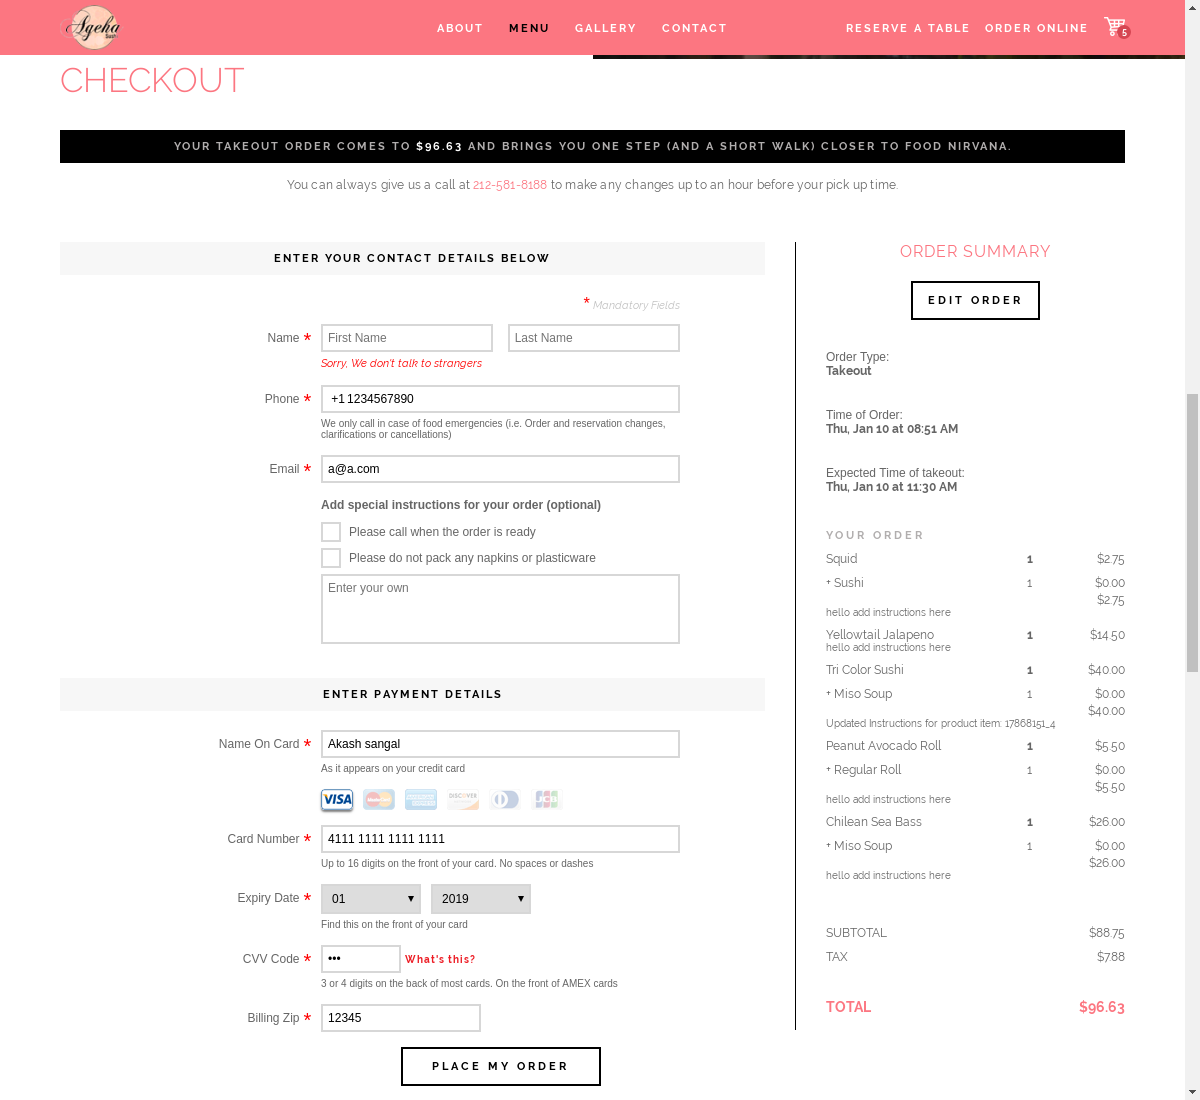 Ageha
ABOUT MENU GALLERY CONTACT RESERVE A TABLE ORDER ONLINE 5
CHECKOUT
YOUR TAKEOUT ORDER COMES TO $96.63 AND BRINGS YOU ONE STEP (AND A SHORT WALK) CLOSER TO FOOD NIRVANA.
You can always give us a call at 212-581-8188 to make any changes up to an hour before your pick up time.
ENTER YOUR CONTACT DETAILS BELOW
* Mandatory Fields
Name * First Name Last Name
Sorry, We don't talk to strangers
Phone * +1 1234567890
We only call in case of food emergencies (i.e. Order and reservation changes,
clarifications or cancellations)
Email * a@a.com
Add special instructions for your order (optional)
Please call when the order is ready
Please do not pack any napkins or plasticware
Enter your own
ENTER PAYMENT DETAILS
Name On Card * Akash sangal
As it appears on your credit card
VISA MasterCard AMERICAN EXPRESS DISCOVER JCB
Card Number * 4111 1111 1111 1111
Up to 16 digits on the front of your card. No spaces or dashes
Expiry Date * 01 2019
Find this on the front of your card
CVV Code * ••• What's this?
3 or 4 digits on the back of most cards. On the front of AMEX cards
Billing Zip * 12345
PLACE MY ORDER
ORDER SUMMARY
EDIT ORDER
Order Type:
Takeout
Time of Order:
Thu, Jan 10 at 08:51 AM
Expected Time of takeout:
Thu, Jan 10 at 11:30 AM
YOUR ORDER
Squid 1 $2.75
+ Sushi 1 $0.00
$2.75
hello add instructions here
Yellowtail Jalapeno 1 $14.50
hello add instructions here
Tri Color Sushi 1 $40.00
+ Miso Soup 1 $0.00
$40.00
Updated Instructions for product item: 17868151_4
Peanut Avocado Roll 1 $5.50
+ Regular Roll 1 $0.00
$5.50
hello add instructions here
Chilean Sea Bass 1 $26.00
+ Miso Soup 1 $0.00
$26.00
hello add instructions here
SUBTOTAL $88.75
TAX $7.88
TOTAL $96.63